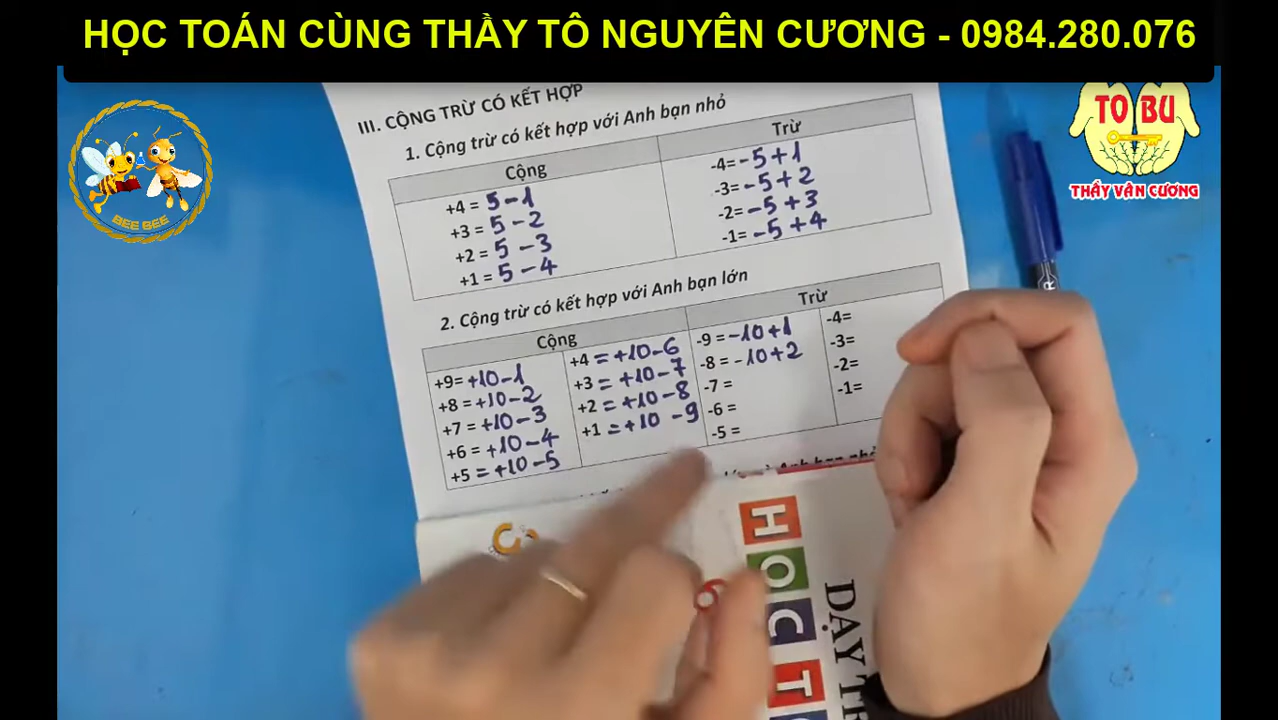 HỌC TOÁN CÙNG THẦY TÔ NGUYÊN CƯƠNG - 0984.280.076
BEE BEE
TO BU
THẦY VÂN CƯƠNG
III. CỘNG TRỪ CÓ KẾT HỢP
1. Cộng trừ có kết hợp với Anh bạn nhỏ
Cộng
+4 = 5-1
+3 = 5-2
+2 = 5-3
+1 = 5-4
Trừ
-4= -5+1
-3= -5+2
-2= -5+3
-1= -5+4
2. Cộng trừ có kết hợp với Anh bạn lớn
Cộng
+9= +10-1
+8 = +10-2
+7 = +10-3
+6 = +10-4
+5 = +10-5
+4 = +10-6
+3 = +10-7
+2 = +10-8
+1 = +10-9
Trừ
-9 = -10+1
-8 = -10+2
-7 =
-6 =
-5 =
-4=
-3=
-2=
-1=
Anh bạn nhỏ
HỌCT
DẠY